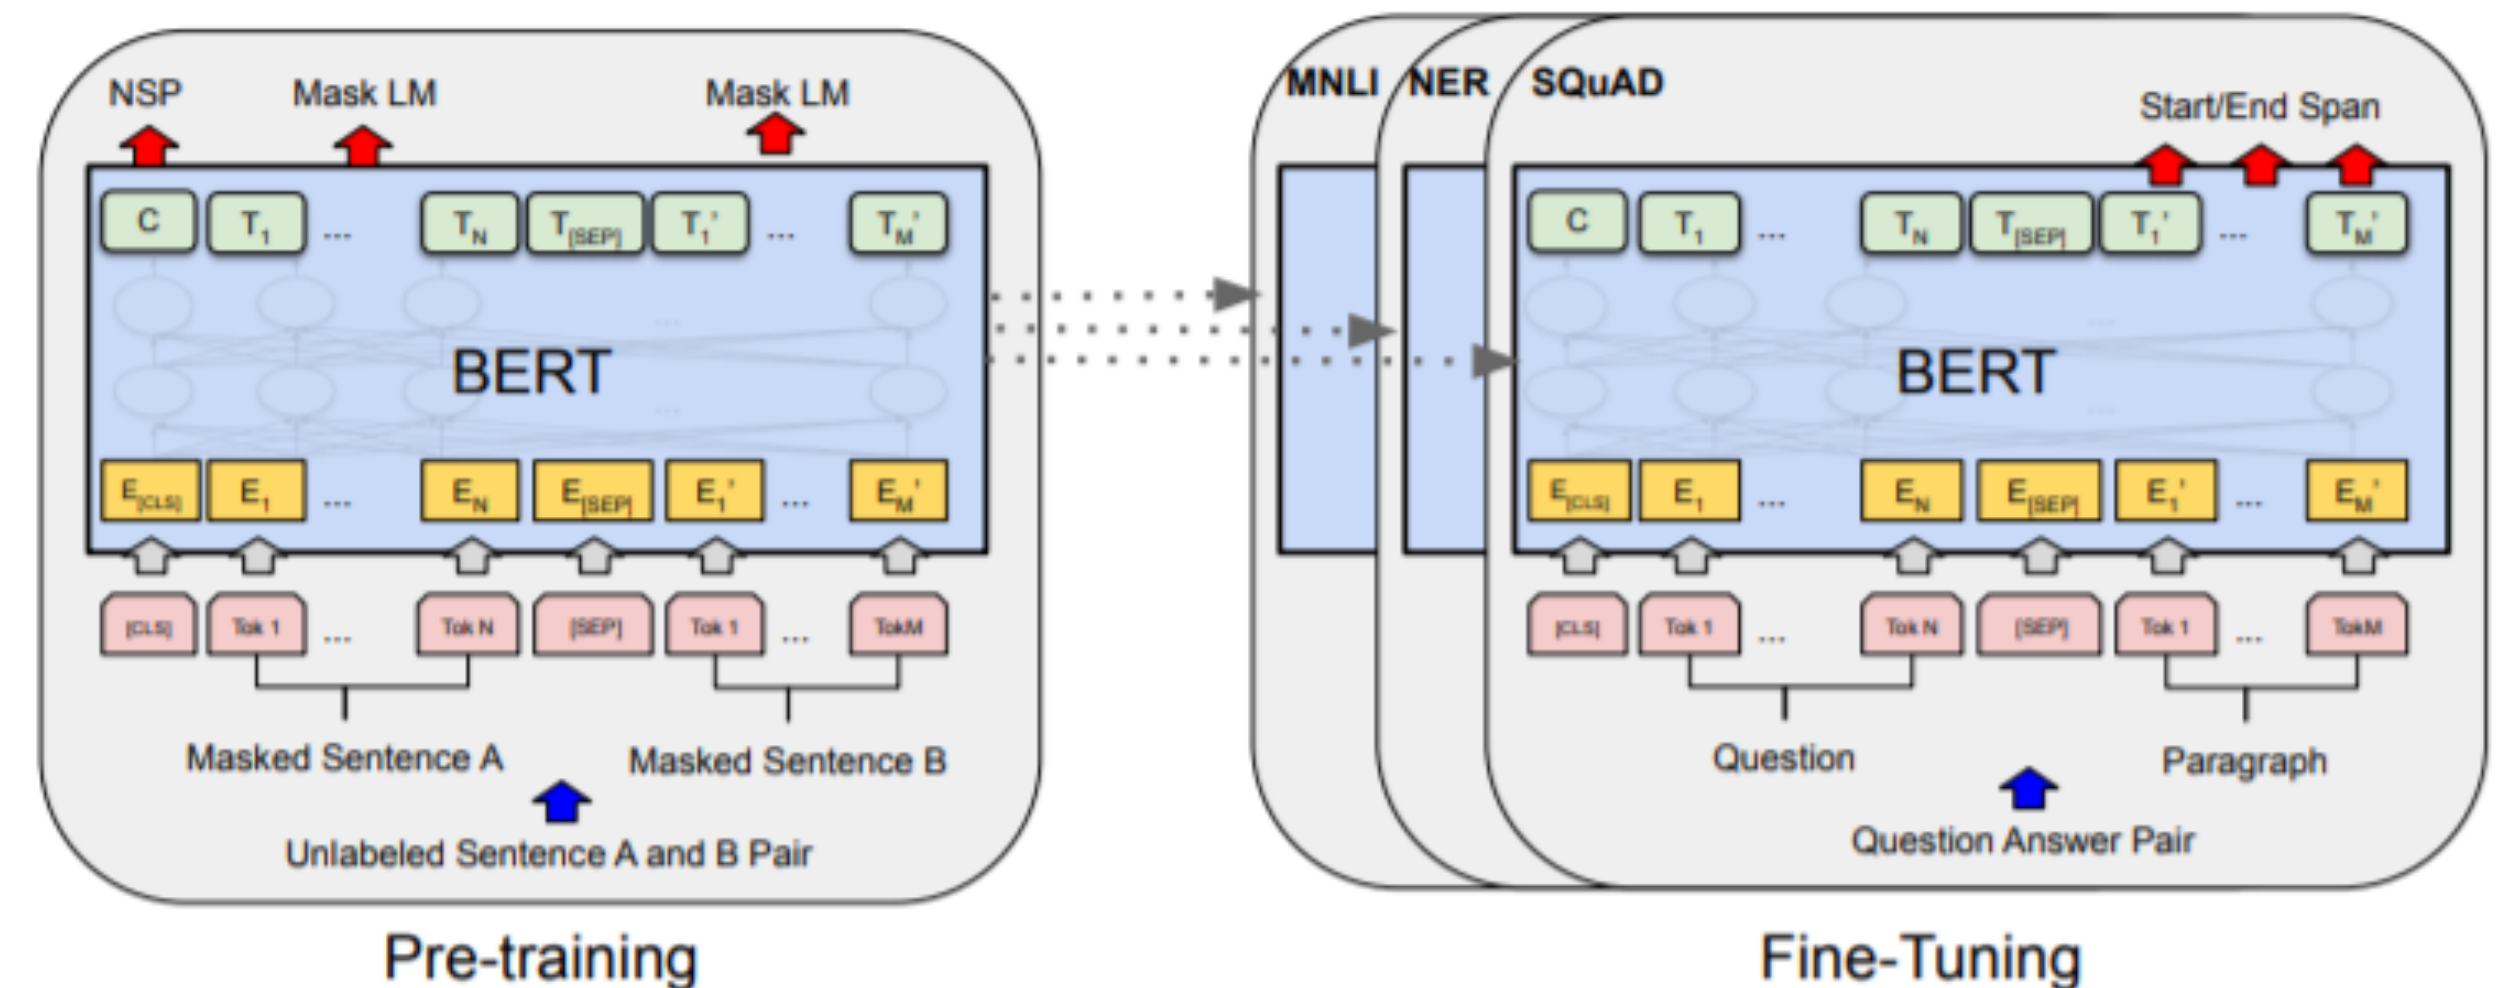 NSP Mask LM Mask LM
C T1 ... TN T[SEP] T1' ... TM'
... 
BERT
...
E[CLS] E1 ... EN E[SEP] E1' ... EM'
[CLS] Tok 1 ... Tok N [SEP] Tok 1 ... TokM
Masked Sentence A Masked Sentence B
Unlabeled Sentence A and B Pair
Pre-training
MNLI NER SQuAD
Start/End Span
C T1 ... TN T[SEP] T1' ... TM'
...
BERT
...
E[CLS] E1 ... EN E[SEP] E1' ... EM'
[CLS] Tok 1 ... Tok N [SEP] Tok 1 ... TokM
Question Paragraph
Question Answer Pair
Fine-Tuning